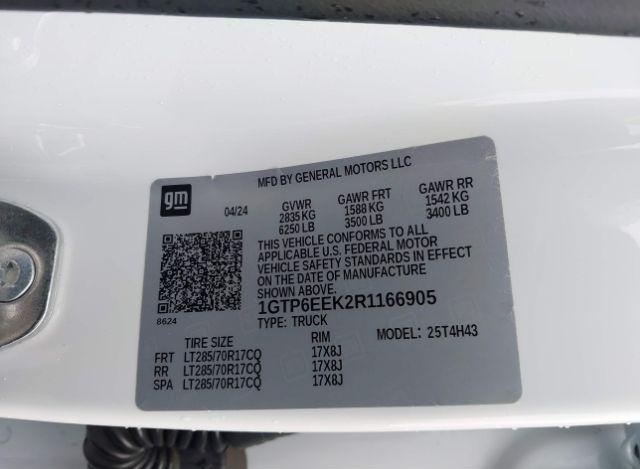 MFD BY GENERAL MOTORS LLC
gm
04/24 GVWR 2835 KG 6250 LB GAWR FRT 1588 KG 3500 LB GAWR RR 1542 KG 3400 LB
THIS VEHICLE CONFORMS TO ALL
APPLICABLE U.S. FEDERAL MOTOR
VEHICLE SAFETY STANDARDS IN EFFECT
ON THE DATE OF MANUFACTURE
SHOWN ABOVE.
1GTP6EEK2R1166905
8624
TYPE: TRUCK MODEL: 25T4H43
TIRE SIZE RIM
FRT LT285/70R17CQ 17X8J
RR LT285/70R17CQ 17X8J
SPA LT285/70R17CQ 17X8J